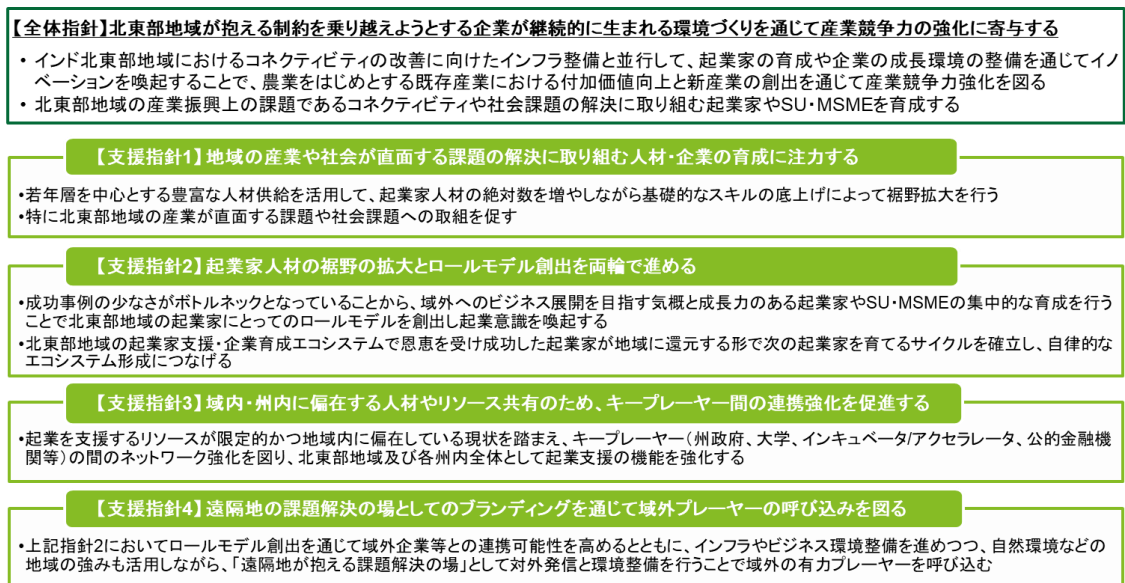 【全体指針】北東部地域が抱える制約を乗り越えようとする企業が継続的に生まれる環境づくりを通じて産業競争力の強化に寄与する
• インド北東部地域におけるコネクティビティの改善に向けたインフラ整備と並行して、起業家の育成や企業の成長環境の整備を通じてイノ
ベーションを喚起することで、農業をはじめとする既存産業における付加価値向上と新産業の創出を通じて産業競争力強化を図る
• 北東部地域の産業振興上の課題であるコネクティビティや社会課題の解決に取り組む起業家やSU・MSMEを育成する
【支援指針1】地域の産業や社会が直面する課題の解決に取り組む人材・企業の育成に注力する
•若年層を中心とする豊富な人材供給を活用して、起業家人材の絶対数を増やしながら基礎的なスキルの底上げによって裾野拡大を行う
•特に北東部地域の産業が直面する課題や社会課題への取組を促す
【支援指針2】起業家人材の裾野の拡大とロールモデル創出を両輪で進める
•成功事例の少なさがボトルネックとなっていることから、域外へのビジネス展開を目指す気概と成長力のある起業家やSU・MSMEの集中的な育成を行う
ことで北東部地域の起業家にとってのロールモデルを創出し起業意識を喚起する
•北東部地域の起業家支援・企業育成エコシステムで恩恵を受け成功した起業家が地域に還元する形で次の起業家を育てるサイクルを確立し、自律的な
エコシステム形成につなげる
【支援指針3】域内・州内に偏在する人材やリソース共有のため、キープレーヤー間の連携強化を促進する
•起業を支援するリソースが限定的かつ地域内に偏在している現状を踏まえ、キープレーヤー（州政府、大学、インキュベータ/アクセラレータ、公的金融機
関等）の間のネットワーク強化を図り、北東部地域及び各州内全体として起業支援の機能を強化する
【支援指針4】遠隔地の課題解決の場としてのブランディングを通じて域外プレーヤーの呼び込みを図る
•上記指針2においてロールモデル創出を通じて域外企業等との連携可能性を高めるとともに、インフラやビジネス環境整備を進めつつ、自然環境などの
地域の強みも活用しながら、「遠隔地が抱える課題解決の場」として対外発信と環境整備を行うことで域外の有力プレーヤーを呼び込む